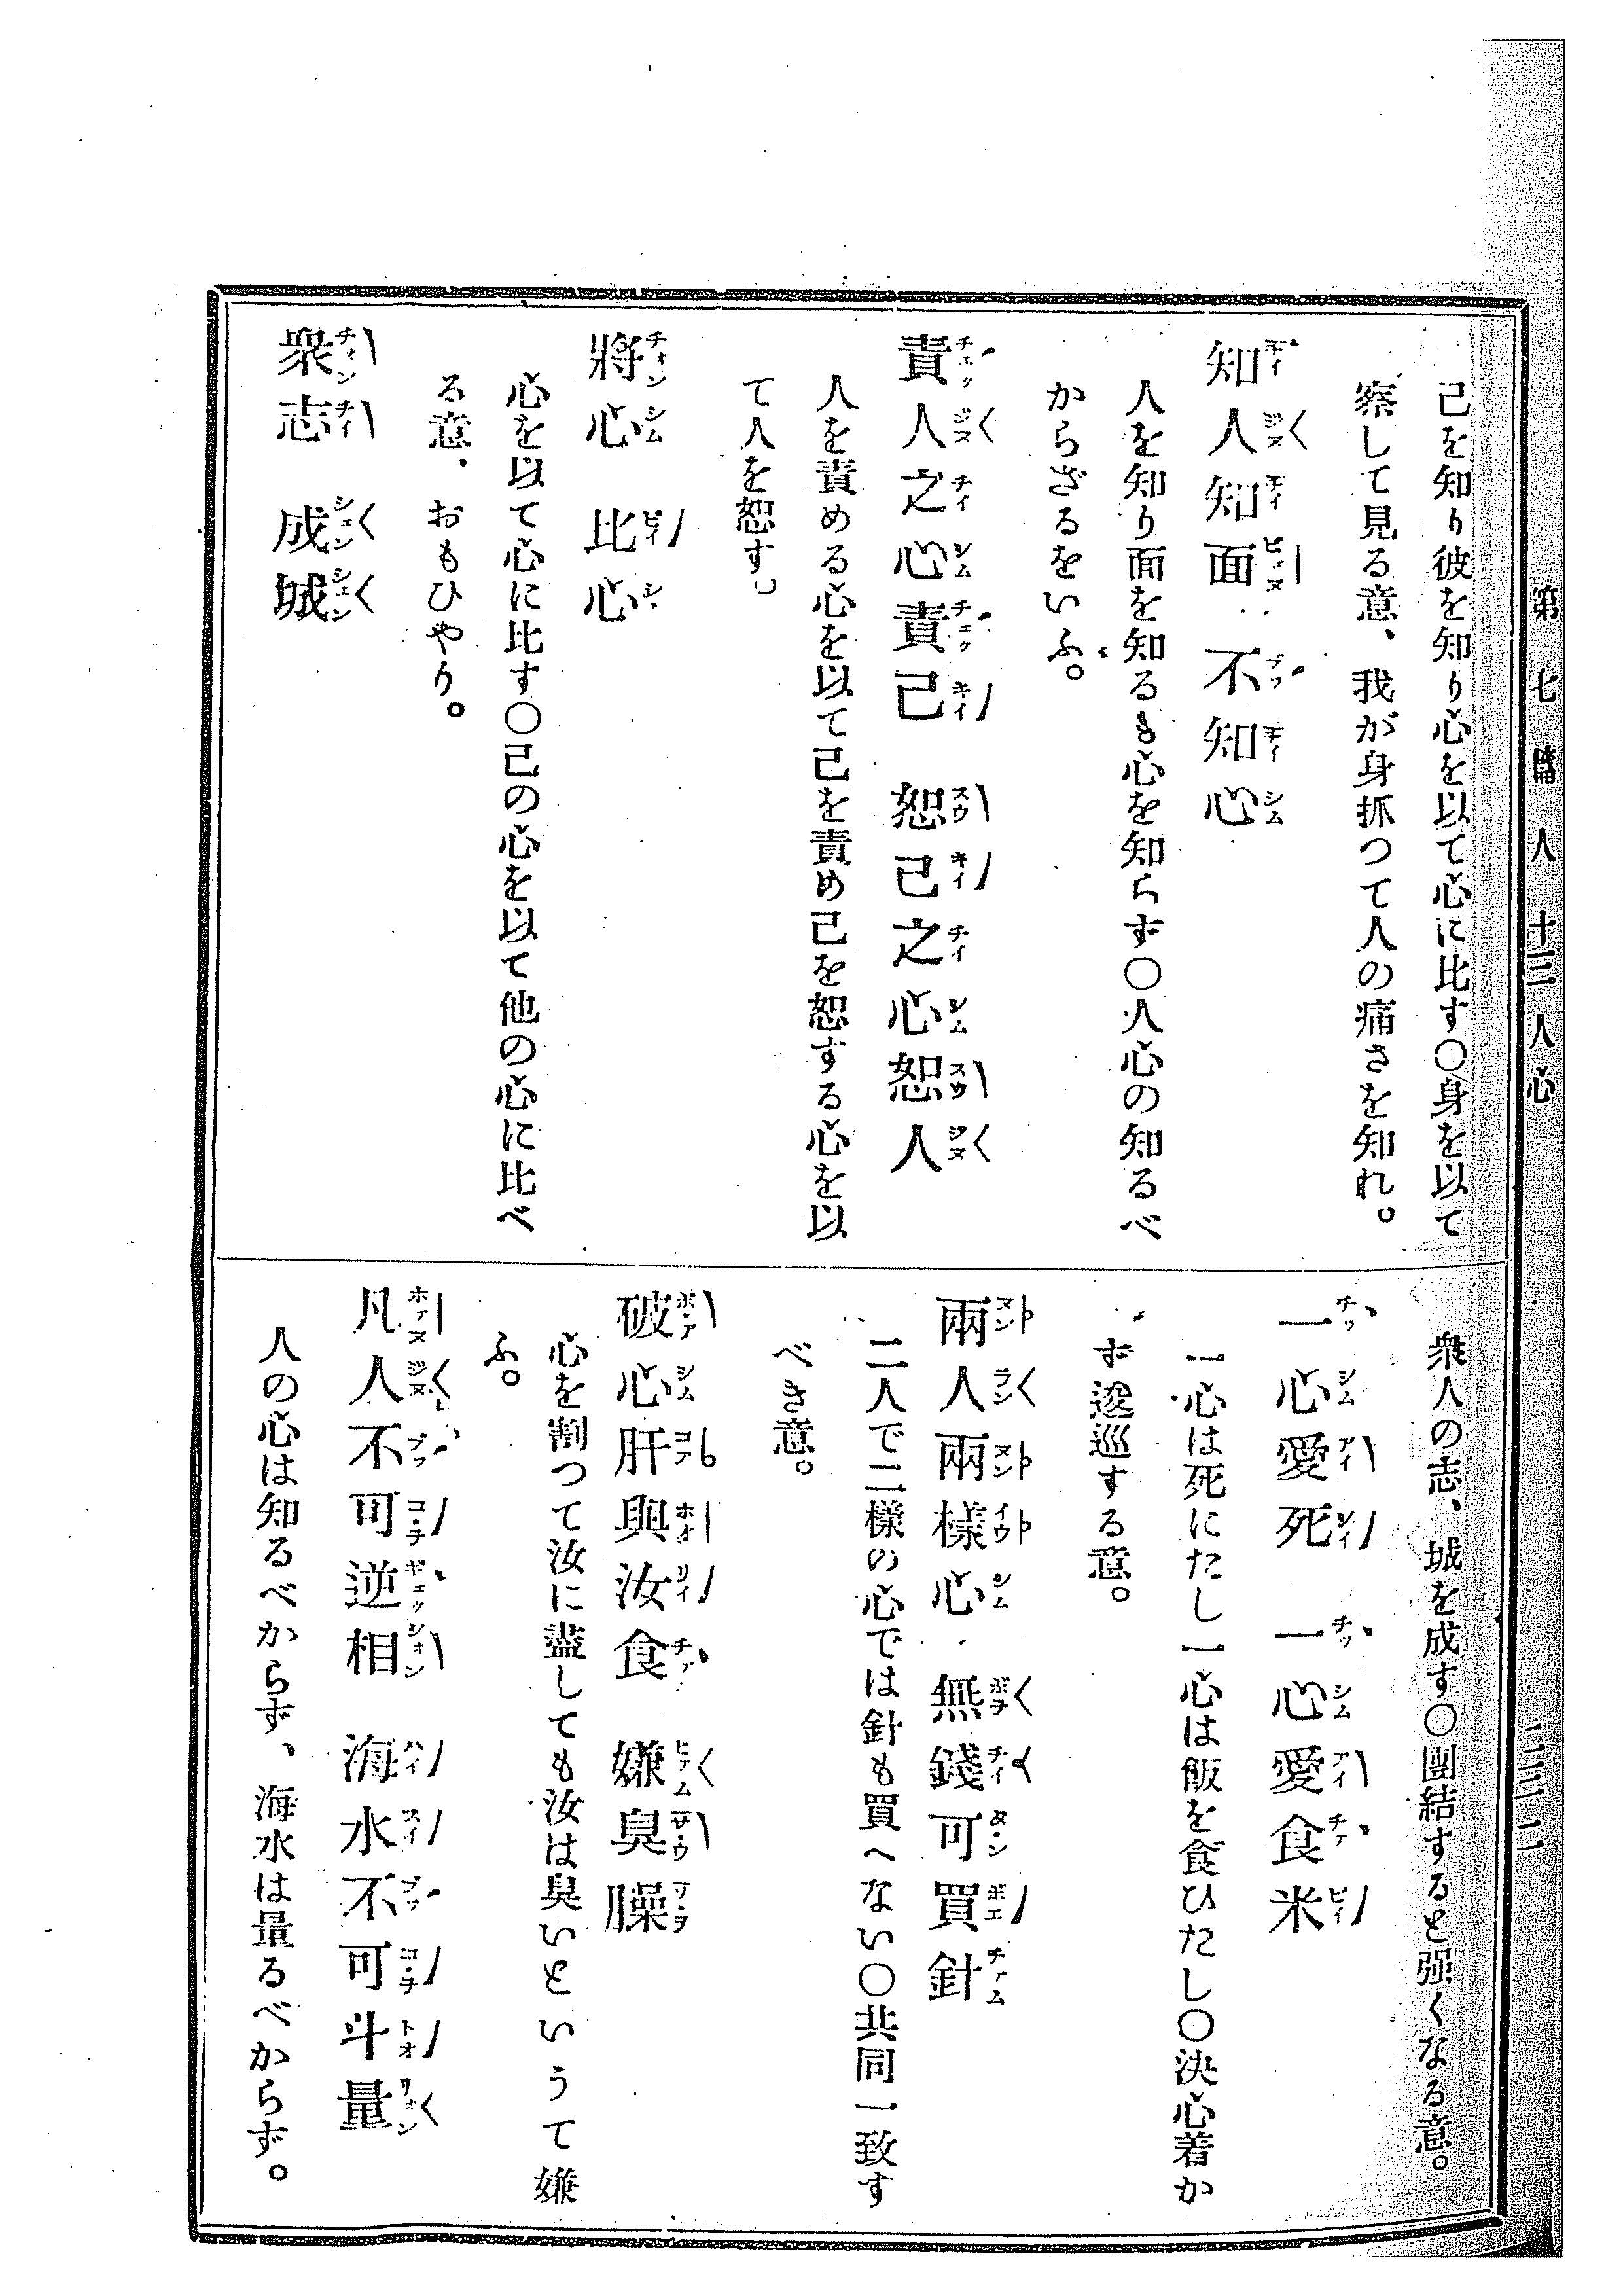 第七篇 人 十三 人心
二三二
己を知り彼を知り心を以て心に比す〇身を以て
察して見る意、我が身抓つて人の痛さを知れ。
知人知面 不知心
人を知り面を知るも心を知らず〇人心の知るべ
からざるをいふ。
責人之心責己 恕己之心恕人
人を責める心を以て己を責め己を恕する心を以
て人を恕す。
將心 比心
心を以て心に比す〇己の心を以て他の心に比べ
る意、おもひやり。
衆志 成城
衆人の志、城を成す〇團結すると强くなる意。
一心愛死 一心愛食米
一心は死にたし一心は飯を食ひたし〇決心着か
ず逡巡する意。
兩人兩樣心 無錢可買針
二人で二樣の心では針も買へない〇共同一致す
べき意。
破心肝與汝食 嫌臭臊
心を割つて汝に盡しても汝は臭いというて嫌
ふ。
凡人不可逆相 海水不可斗量
人の心は知るべからず、海水は量るべからず。